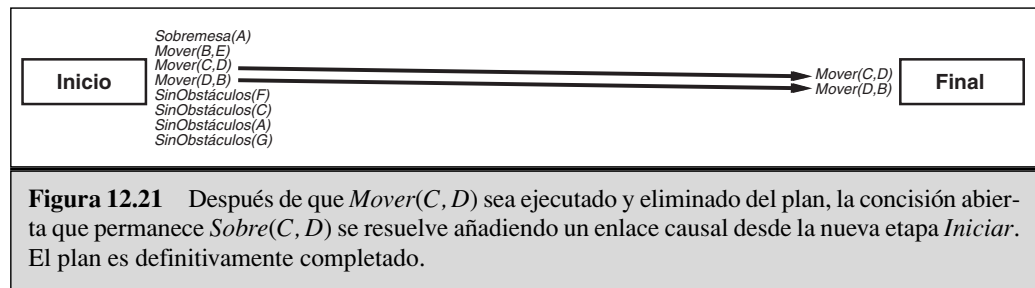 Sobremesa(A)
Mover(B,E)
Mover(C,D)
Mover(D,B)
SinObstáculos(F)
SinObstáculos(C)
SinObstáculos(A)
SinObstáculos(G)
Inicio
Mover(C,D)
Mover(D,B)
Final
Figura 12.21 Después de que Mover(C, D) sea ejecutado y eliminado del plan, la concisión abier-
ta que permanece Sobre(C, D) se resuelve añadiendo un enlace causal desde la nueva etapa Iniciar.
El plan es definitivamente completado.